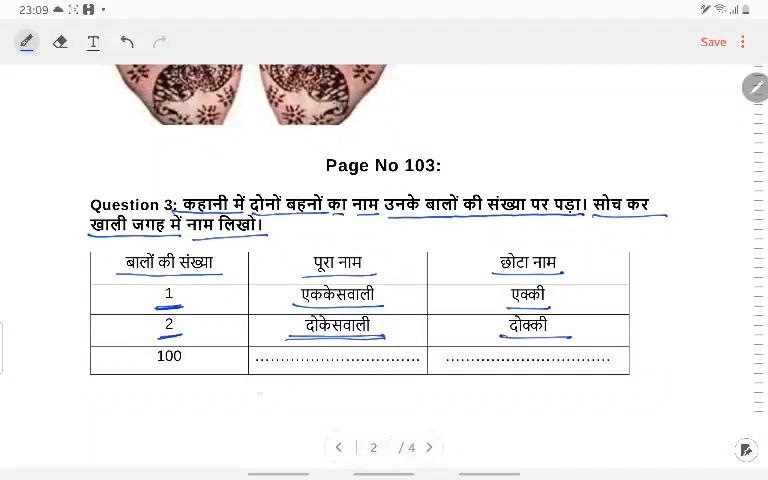 23:09
Save
Page No 103:
Question 3: कहानी में दोनों बहनों का नाम उनके बालों की संख्या पर पड़ा। सोच कर
खाली जगह में नाम लिखो।
बालों की संख्या पूरा नाम छोटा नाम
1 एककेसवाली एक्की
2 दोकेसवाली दोक्की
100 ................................. .................................
2 / 4